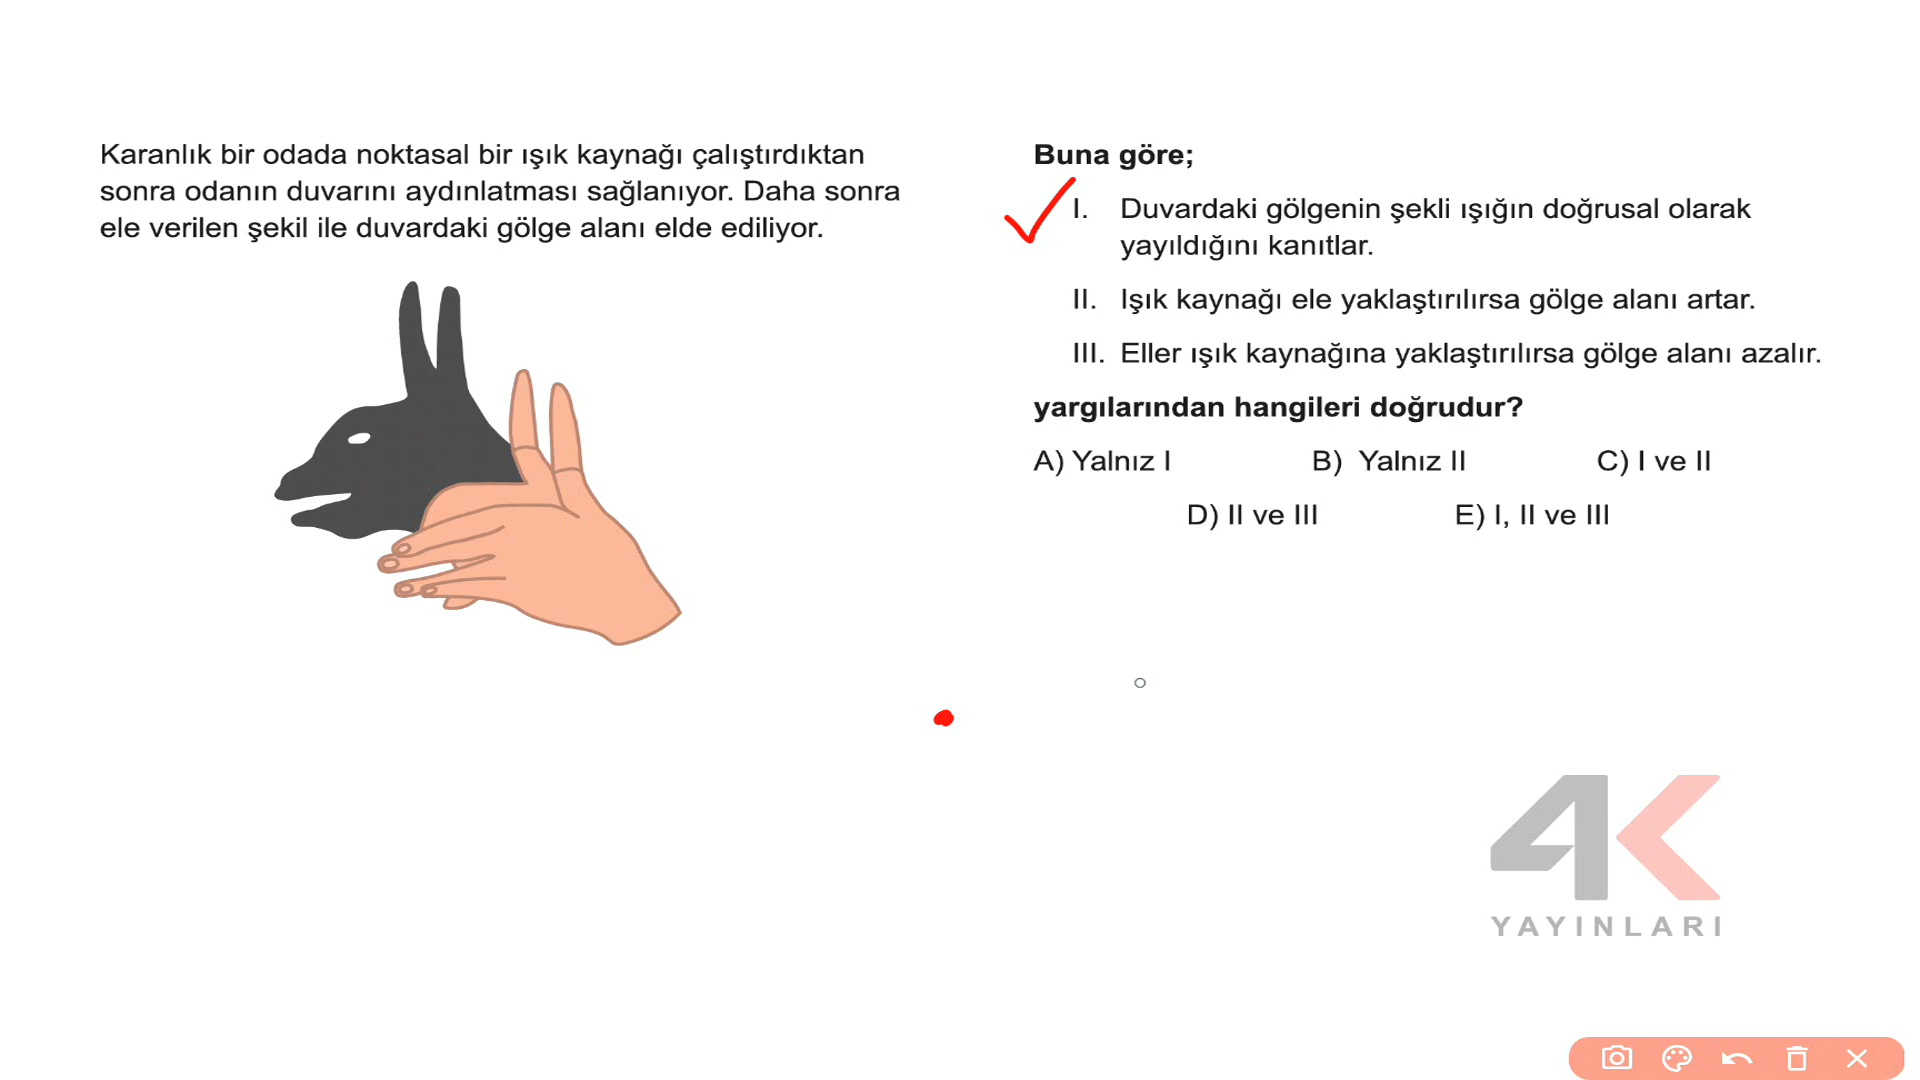 Karanlık bir odada noktasal bir ışık kaynağı çalıştırdıktan
sonra odanın duvarını aydınlatması sağlanıyor. Daha sonra
ele verilen şekil ile duvardaki gölge alanı elde ediliyor.
Buna göre;
I. Duvardaki gölgenin şekli ışığın doğrusal olarak
yayıldığını kanıtlar.
II. Işık kaynağı ele yaklaştırılırsa gölge alanı artar.
III. Eller ışık kaynağına yaklaştırılırsa gölge alanı azalır.
yargılarından hangileri doğrudur?
A) Yalnız I B) Yalnız II C) I ve II
D) II ve III E) I, II ve III
4K
YAYINLARI